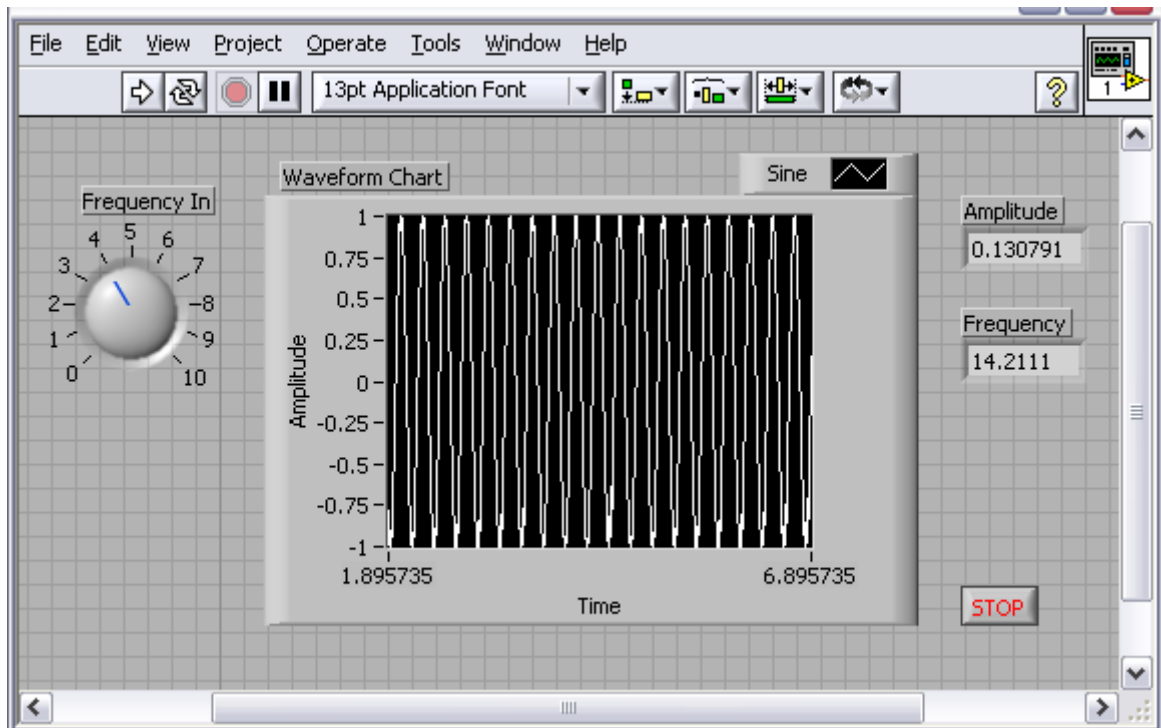 File Edit View Project Operate Tools Window Help
13pt Application Font
?
1
Waveform Chart
Sine
Frequency In
0
1
2
3
4
5
6
7
8
9
10
Amplitude
1
0.75
0.5
0.25
0
-0.25
-0.5
-0.75
-1
1.895735 6.895735
Time
Amplitude
0.130791
Frequency
14.2111
STOP